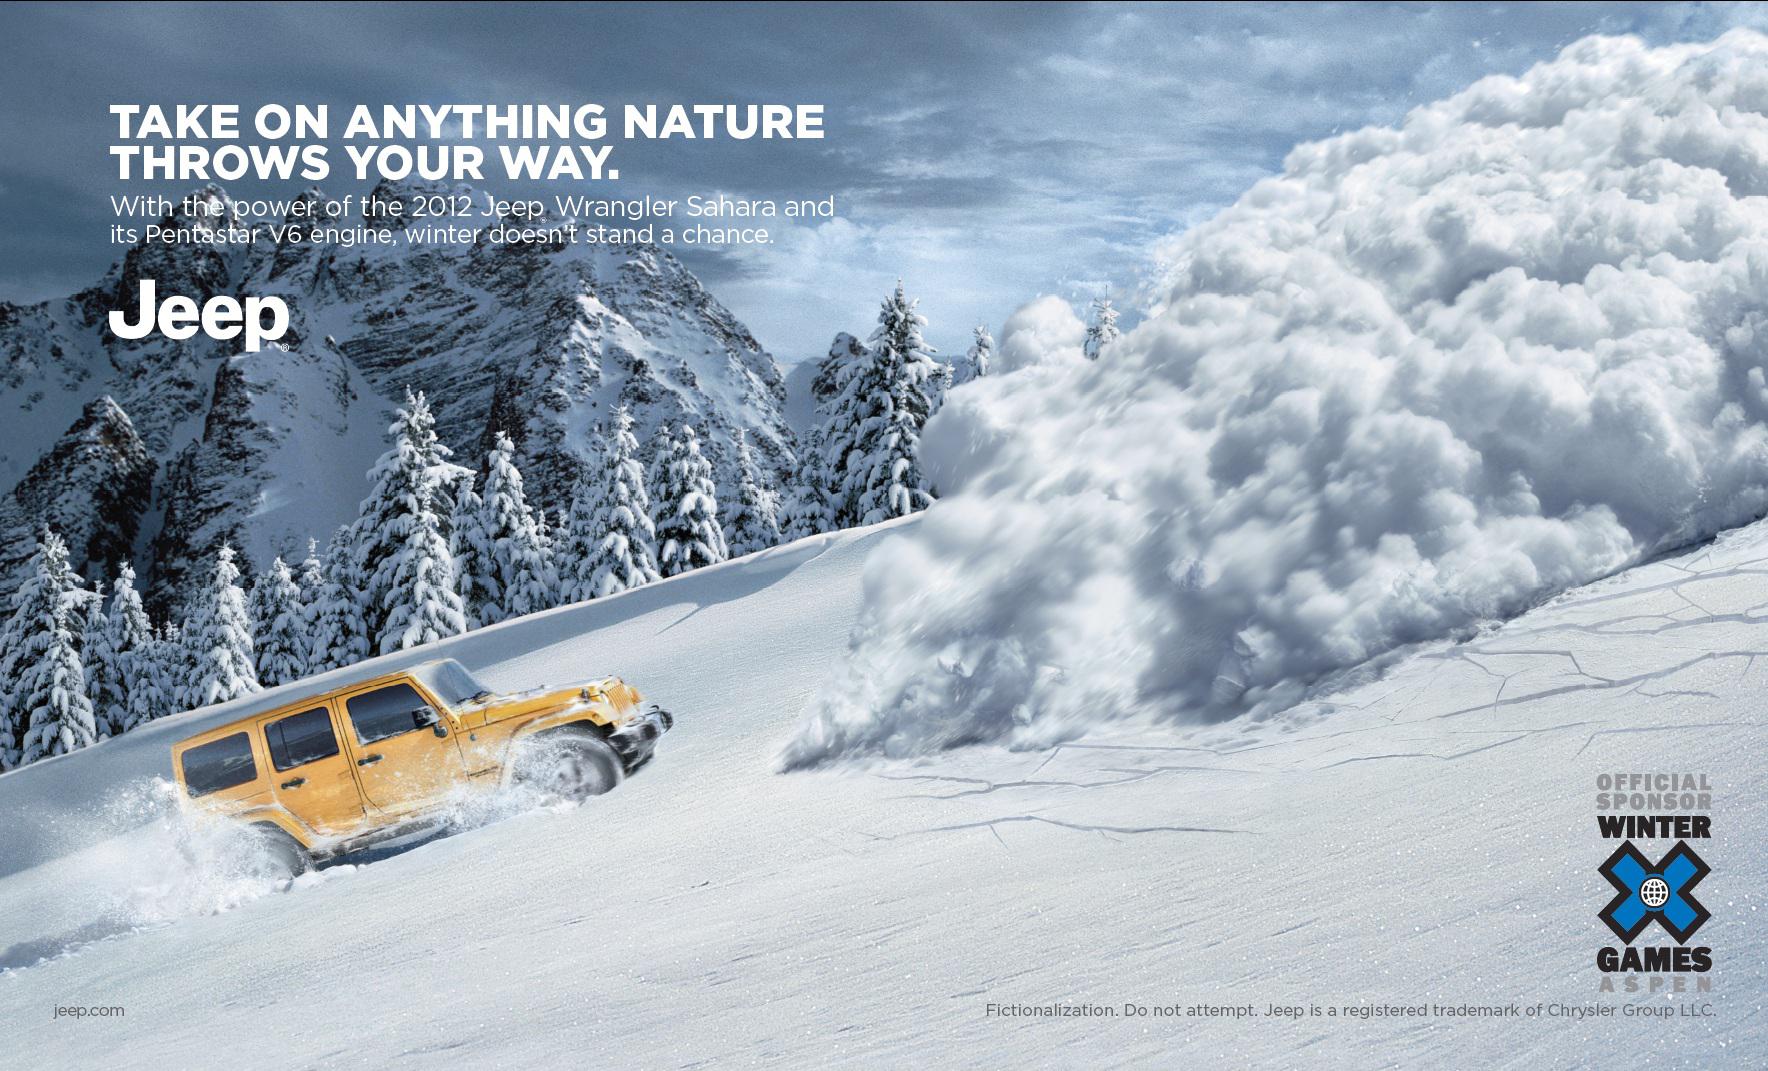 TAKE ON ANYTHING NATURE
THROWS YOUR WAY.
With the power of the 2012 Jeep® Wrangler Sahara and
its Pentastar V6 engine, winter doesn't stand a chance.
Jeep®
OFFICIAL
SPONSOR
WINTER
X
GAMES
ASPEN
jeep.com
Fictionalization. Do not attempt. Jeep is a registered trademark of Chrysler Group LLC.